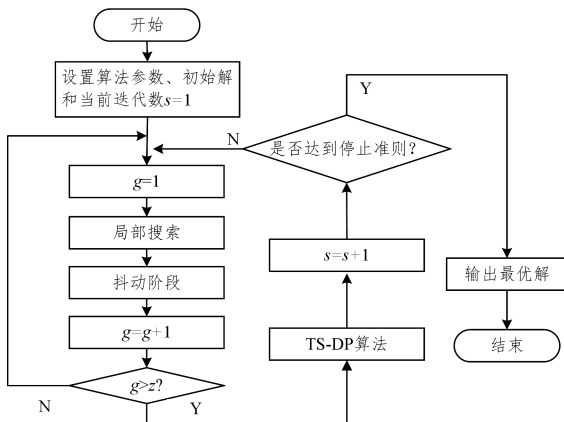 开始
设置算法参数、初始解
和当前迭代数s=1
N
g=1
局部搜索
抖动阶段
g=g+1
g>z?
N
Y
TS-DP算法
s=s+1
是否达到停止准则？
Y
输出最优解
结束